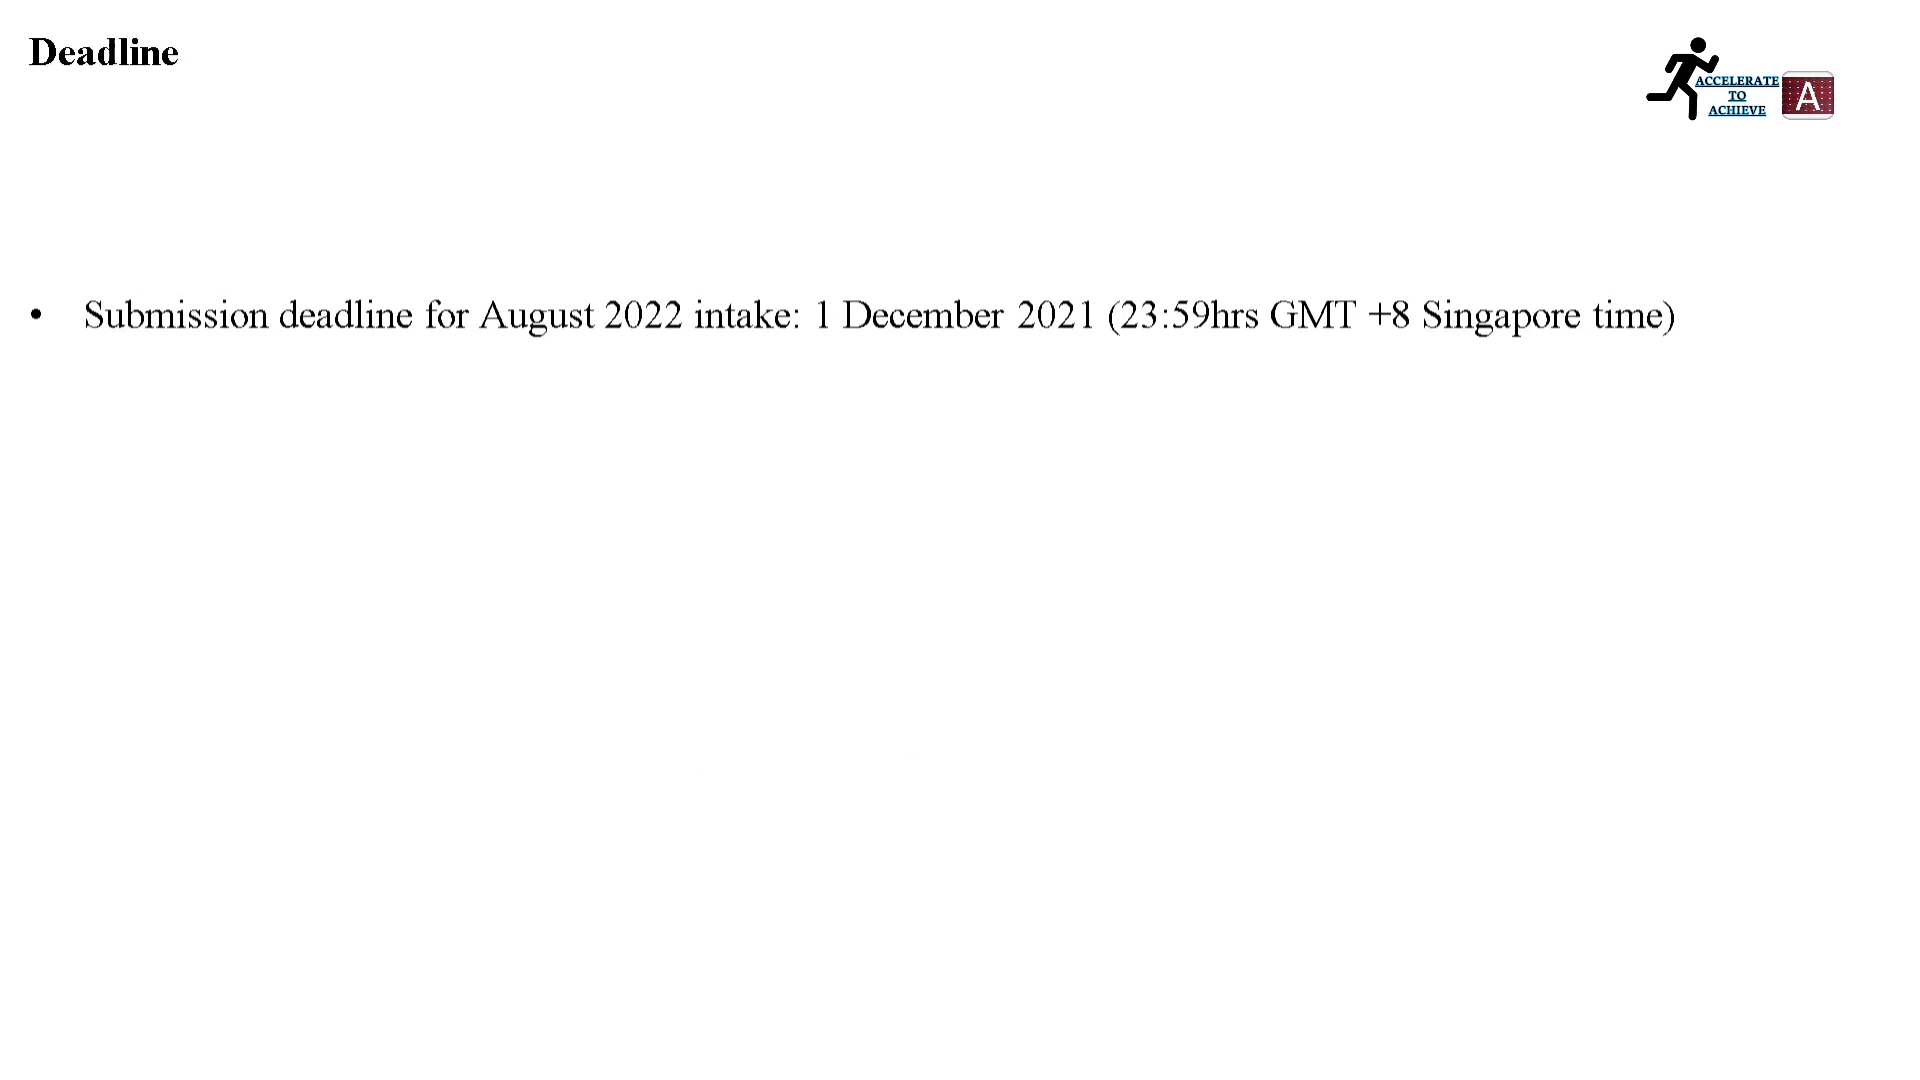 Deadline
ACCELERATE
TO
ACHIEVE
A
• Submission deadline for August 2022 intake: 1 December 2021 (23:59hrs GMT +8 Singapore time)